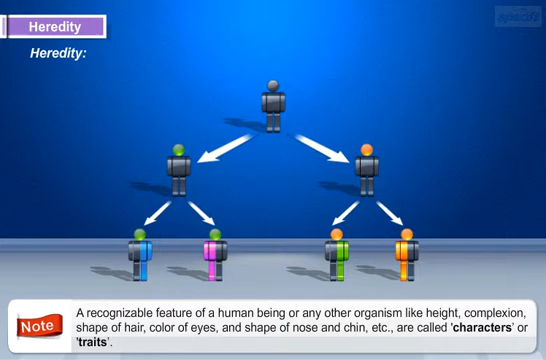 Heredity
Heredity:
Note
A recognizable feature of a human being or any other organism like height, complexion,
shape of hair, color of eyes, and shape of nose and chin, etc., are called 'characters' or
'traits'.